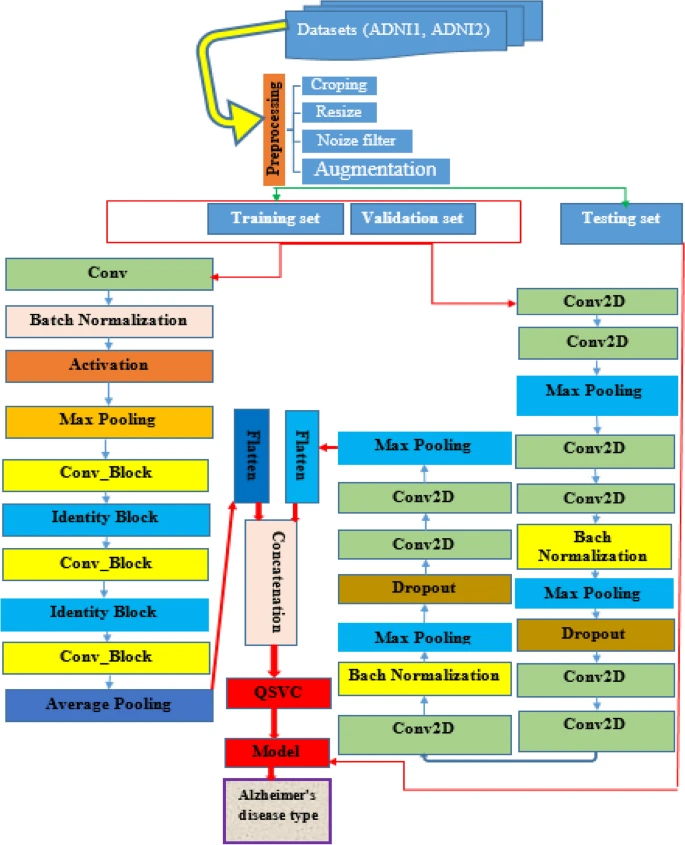 Datasets (ADNI1, ADNI2)
Preprocessing
Croping
Resize
Noize filter
Augmentation
Training set
Validation set
Testing set
Conv
Batch Normalization
Activation
Max Pooling
Conv_Block
Identity Block
Conv_Block
Identity Block
Conv_Block
Average Pooling
Flatten
Flatten
Concatenation
QSVC
Model
Alzheimer's
disease type
Max Pooling
Conv2D
Conv2D
Dropout
Max Pooling
Bach Normalization
Conv2D
Conv2D
Conv2D
Max Pooling
Conv2D
Conv2D
Bach
Normalization
Max Pooling
Dropout
Conv2D
Conv2D